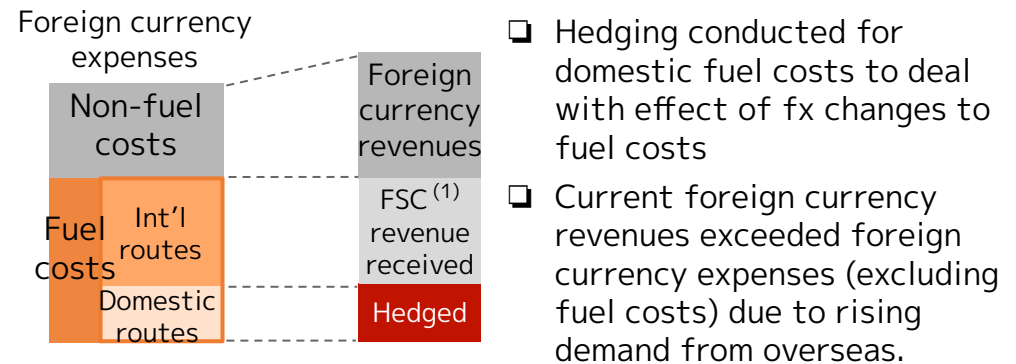 Foreign currency
expenses
Non-fuel
costs
Fuel
costs
Int'l
routes
Domestic
routes
Foreign
currency
revenues
FSC (1)
revenue
received
Hedged
❏ Hedging conducted for
domestic fuel costs to deal
with effect of fx changes to
fuel costs
❏ Current foreign currency
revenues exceeded foreign
currency expenses (excluding
fuel costs) due to rising
demand from overseas.